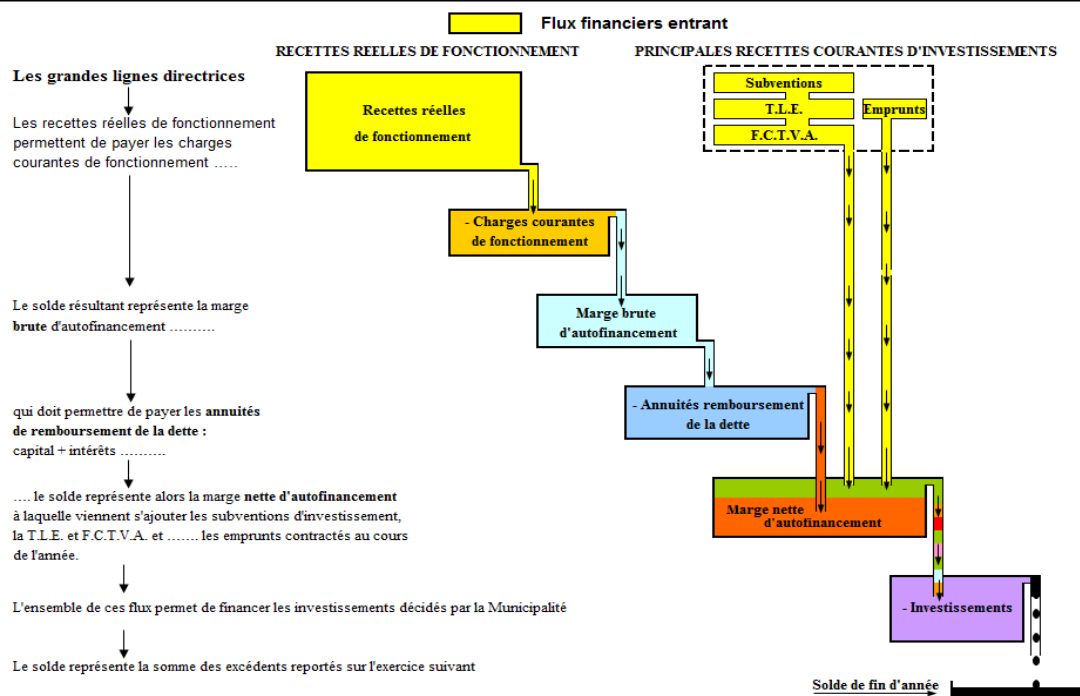 Flux financiers entrant
RECETTES REELLES DE FONCTIONNEMENT
PRINCIPALES RECETTES COURANTES D'INVESTISSEMENTS
Les grandes lignes directrices
Les recettes réelles de fonctionnement
permettent de payer les charges
courantes de fonctionnement …..
Le solde résultant représente la marge
brute d'autofinancement ……….
qui doit permettre de payer les annuités
de remboursement de la dette :
capital + intérêts ……….
…. le solde représente alors la marge nette d'autofinancement
à laquelle viennent s'ajouter les subventions d'investissement,
la T.L.E. et F.C.T.V.A. et ……. les emprunts contractés au cours
de l'année.
L'ensemble de ces flux permet de financer les investissements décidés par la Municipalité
Le solde représente la somme des excédents reportés sur l'exercice suivant
Recettes réelles
de fonctionnement
Subventions
T.L.E.
Emprunts
F.C.T.V.A.
- Charges courantes
de fonctionnement
Marge brute
d'autofinancement
- Annuités remboursement
de la dette
Marge nette
d'autofinancement
- Investissements
Solde de fin d'année